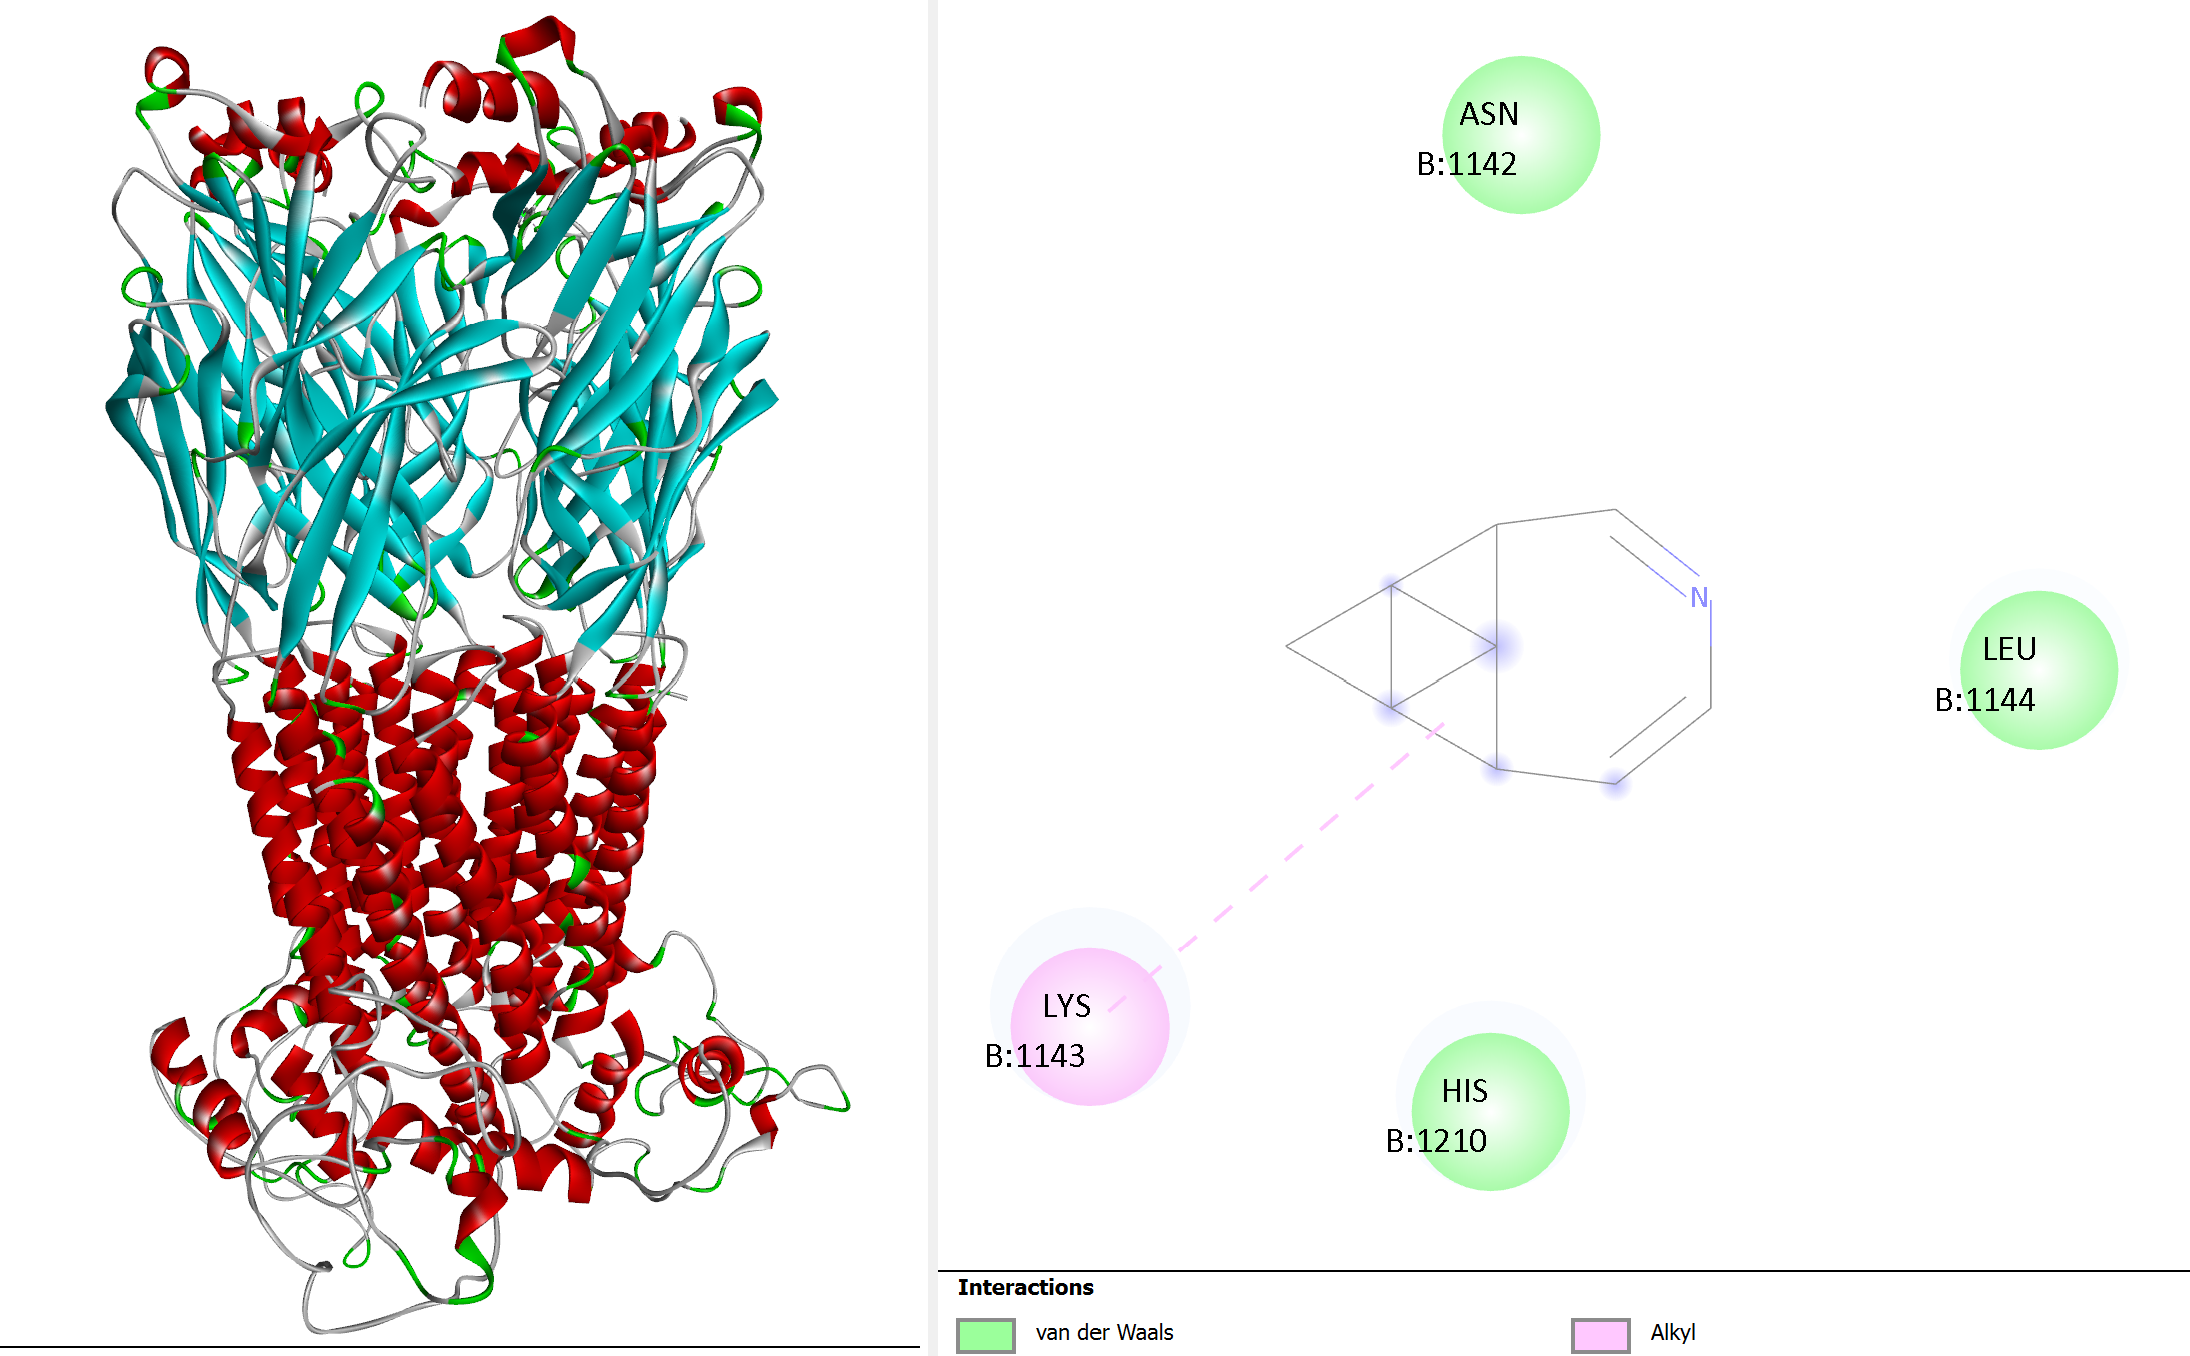 ASN
B:1142
N
LEU
B:1144
LYS
B:1143
HIS
B:1210
Interactions
van der Waals
Alkyl